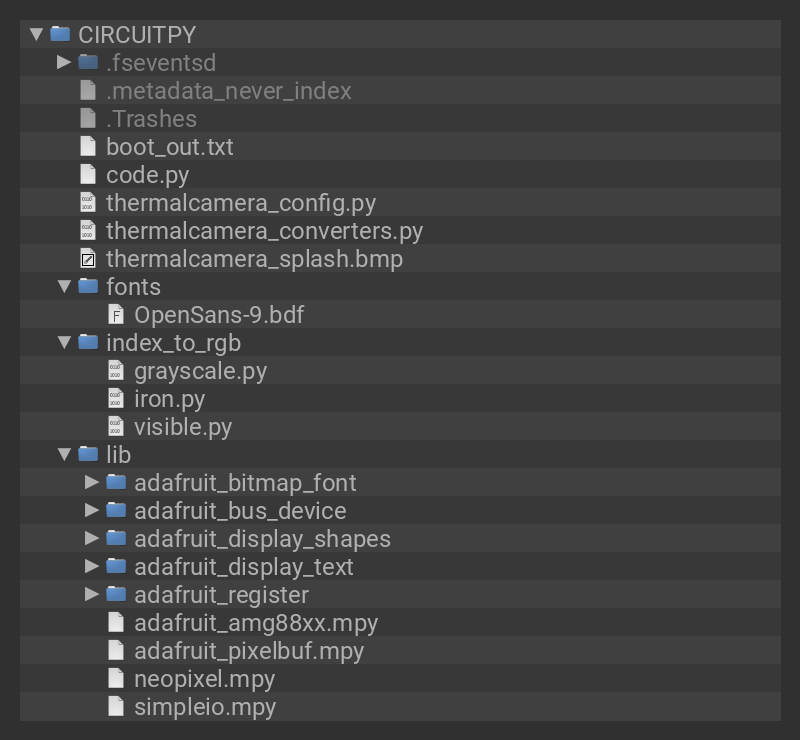 CIRCUITPY
.fseventsd
.metadata_never_index
.Trashes
boot_out.txt
code.py
thermalcamera_config.py
thermalcamera_converters.py
thermalcamera_splash.bmp
fonts
OpenSans-9.bdf
index_to_rgb
grayscale.py
iron.py
visible.py
lib
adafruit_bitmap_font
adafruit_bus_device
adafruit_display_shapes
adafruit_display_text
adafruit_register
adafruit_amg88xx.mpy
adafruit_pixelbuf.mpy
neopixel.mpy
simpleio.mpy